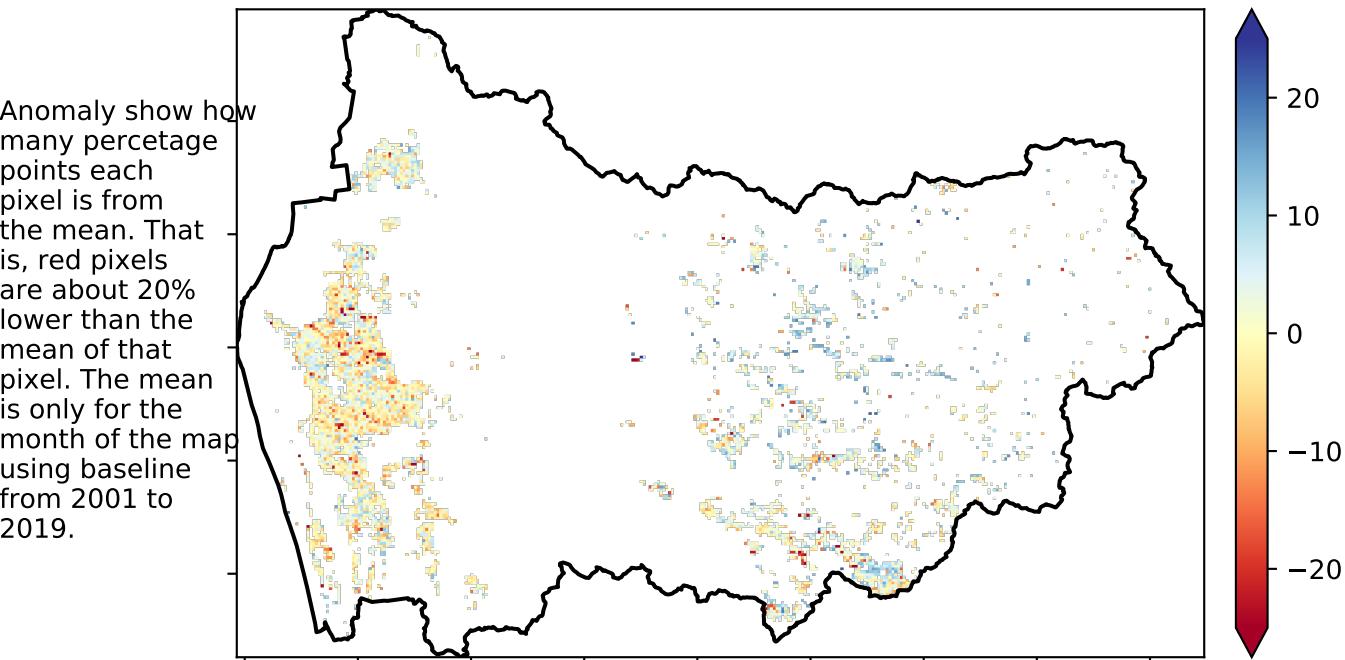 Anomaly show how
many percetage
points each
pixel is from
the mean. That
is, red pixels
are about 20%
lower than the
mean of that
pixel. The mean
is only for the
month of the map
using baseline
from 2001 to
2019.
20
10
0
−10
−20